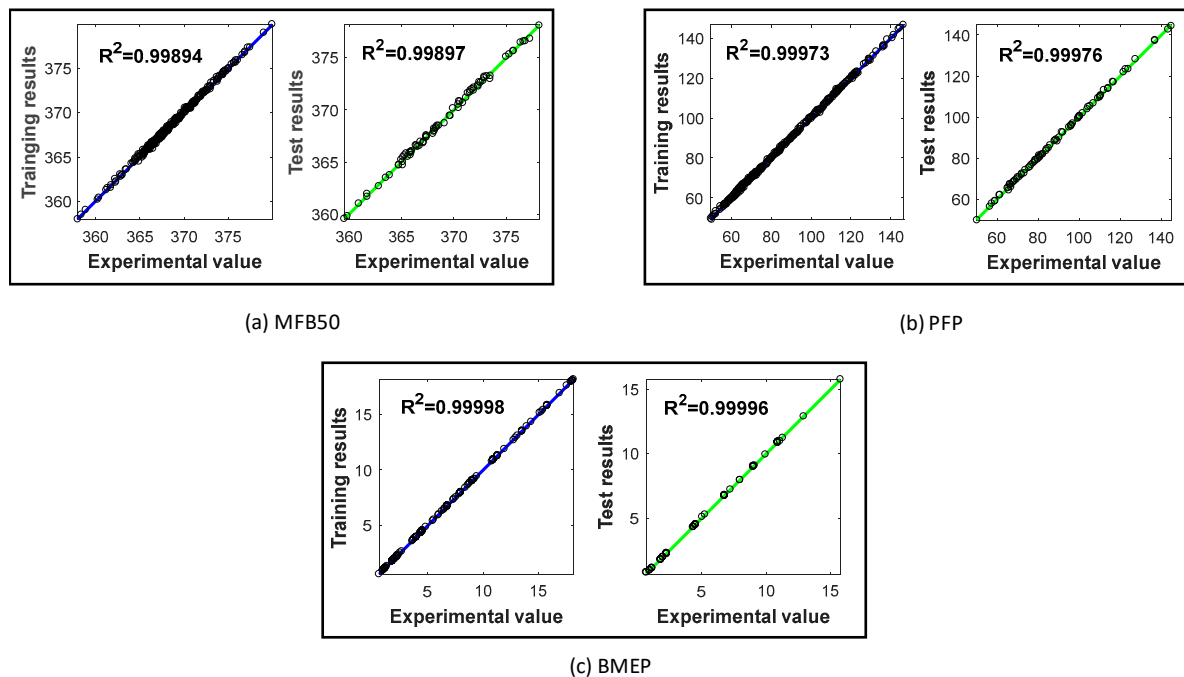 R²=0.99894
Trainging results
375
370
365
360
360 365 370 375
Experimental value
R²=0.99897
Test results
375
370
365
360
360 365 370 375
Experimental value
(a) MFB50
R²=0.99973
Training results
140
120
100
80
60
60 80 100 120 140
Experimental value
R²=0.99976
Test results
140
120
100
80
60
60 80 100 120 140
Experimental value
(b) PFP
R²=0.99998
Training results
15
10
5
5 10 15
Experimental value
R²=0.99996
Test results
15
10
5
5 10 15
Experimental value
(c) BMEP